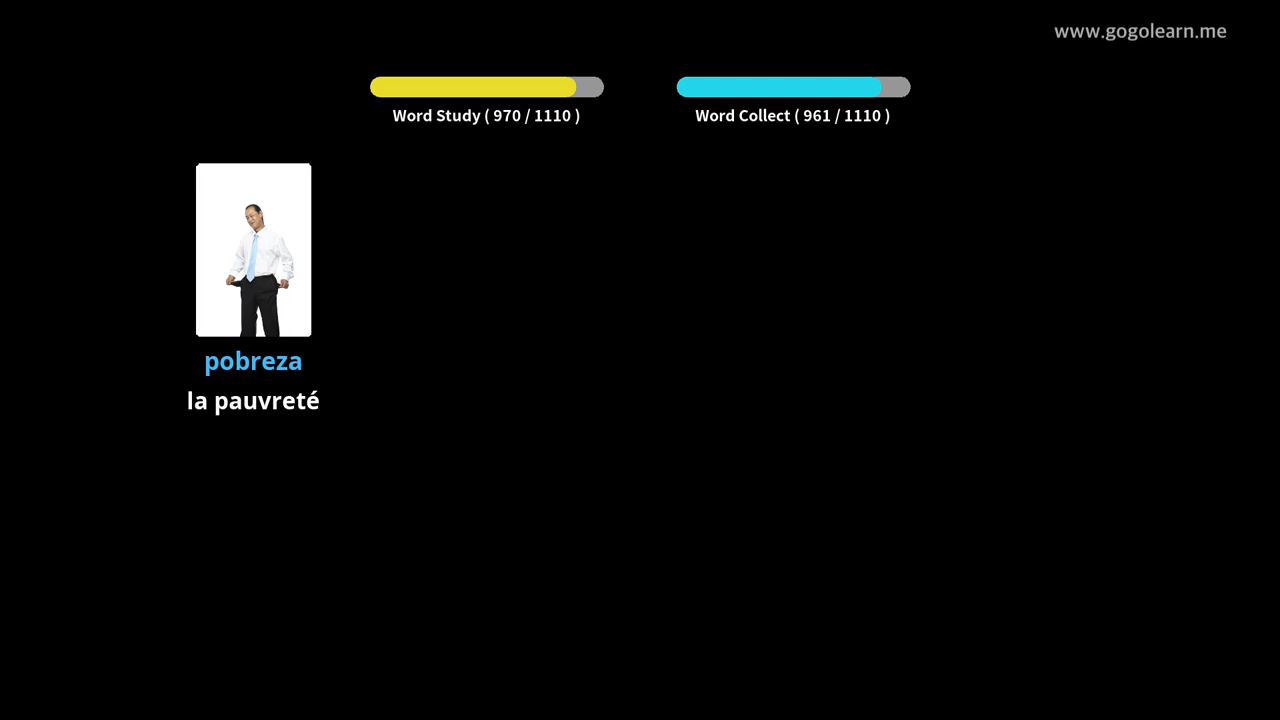 www.gogolearn.me
Word Study ( 970 / 1110 )
Word Collect ( 961 / 1110 )
pobreza
la pauvreté